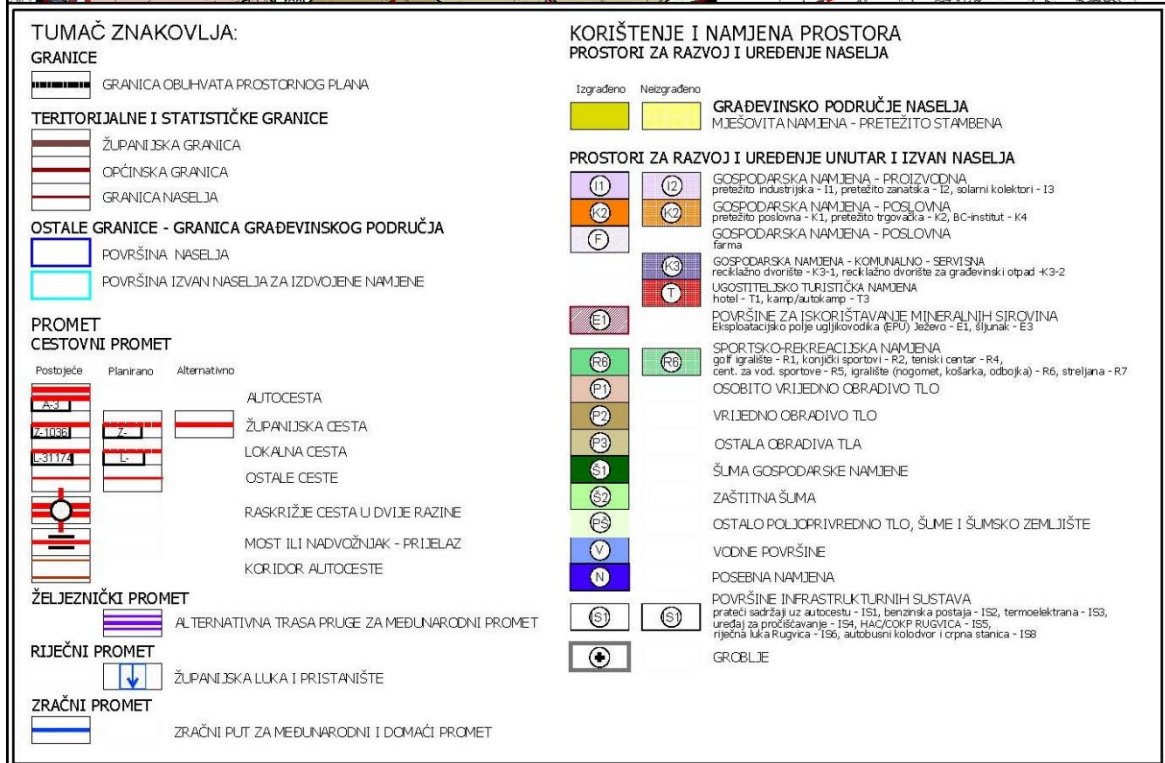 TUMAČ ZNAKOVLJA:
GRANICE
GRANICA OBUHVATA PROSTORNOG PLANA
TERITORIJALNE I STATISTIČKE GRANICE
ŽUPANIJSKA GRANICA
OPĆINSKA GRANICA
GRANICA NASELJA
OSTALE GRANICE - GRANICA GRAĐEVINSKOG PODRUČJA
POVRŠINA NASELJA
POVRŠINA IZVAN NASELJA ZA IZDVOJENE NAMJENE
PROMET
CESTOVNI PROMET
Postojeće Planirano Alternativno
A-3 AUTOCESTA
Z-1036 Z- ŽUPANIJSKA CESTA
L-31174 L- LOKALNA CESTA
OSTALE CESTE
RASKRIŽJE CESTA U DVIJE RAZINE
MOST ILI NADVOŽNJAK - PRIJELAZ
KORIDOR AUTOCESTE
ŽELJEZNIČKI PROMET
ALTERNATIVNA TRASA PRUGE ZA MEĐUNARODNI PROMET
RIJEČNI PROMET
ŽUPANIJSKA LUKA I PRISTANIŠTE
ZRAČNI PROMET
ZRAČNI PUT ZA MEĐUNARODNI I DOMAĆI PROMET
KORIŠTENJE I NAMJENA PROSTORA
PROSTORI ZA RAZVOJ I UREĐENJE NASELJA
Izgrađeno Neizgrađeno
GRAĐEVINSKO PODRUČJE NASELJA
MJEŠOVITA NAMJENA - PRETEŽITO STAMBENA
PROSTORI ZA RAZVOJ I UREĐENJE UNUTAR I IZVAN NASELJA
I1 I2 GOSPODARSKA NAMJENA - PROIZVODNA
pretežito industrijska - I1, pretežito zanatska - I2, solarni kolektori - I3
K2 K2 GOSPODARSKA NAMJENA - POSLOVNA
pretežito poslovna - K1, pretežito trgovačka - K2, BC-institut - K4
F GOSPODARSKA NAMJENA - POSLOVNA
farma
K3 GOSPODARSKA NAMJENA - KOMUNALNO - SERVISNA
reciklažno dvorište - K3-1, reciklažno dvorište za građevinski otpad -K3-2
T UGOSTITELJSKO TURISTIČKA NAMJENA
hotel - T1, kamp/autokamp - T3
E1 POVRŠINE ZA ISKORIŠTAVANJE MINERALNIH SIROVINA
Eksploatacijsko polje ugljikovodika (EPU) Ježevo - E1, šljunak - E3
R6 R6 SPORTSKO-REKREACIJSKA NAMJENA
golf igralište - R1, konjički sportovi - R2, teniski centar - R4,
cent. za vod. sportove - R5, igralište (nogomet, košarka, odbojka) - R6, streljana - R7
P1 OSOBITO VRIJEDNO OBRADIVO TLO
P2 VRIJEDNO OBRADIVO TLO
P3 OSTALA OBRADIVA TLA
Š1 ŠUMA GOSPODARSKE NAMJENE
Š2 ZAŠTITNA ŠUMA
PŠ OSTALO POLJOPRIVREDNO TLO, ŠUME I ŠUMSKO ZEMLJIŠTE
V VODNE POVRŠINE
N POSEBNA NAMJENA
IS1 IS1 POVRŠINE INFRASTRUKTURNIH SUSTAVA
prateći sadržaji uz autocestu - IS1, benzinska postaja - IS2, termoelektrana - IS3,
uređaj za pročišćavanje - IS4, HAC/COKP RUGVICA - IS5,
riječna luka Rugvica - IS6, autobusni kolodvor i crpna stanica - IS8
GROBLJE